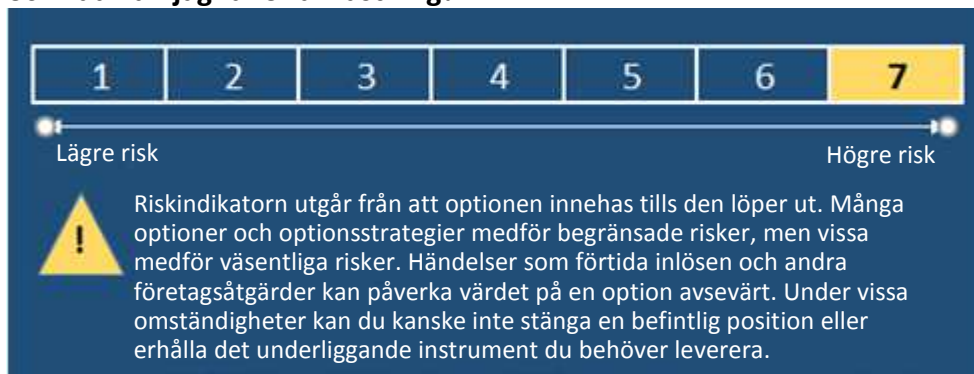 1 2 3 4 5 6 7
Lägre risk Högre risk
! Riskindikatorn utgår från att optionen innehas tills den löper ut. Många
optioner och optionsstrategier medför begränsade risker, men vissa
medför väsentliga risker. Händelser som förtida inlösen och andra
företagsåtgärder kan påverka värdet på en option avsevärt. Under vissa
omständigheter kan du kanske inte stänga en befintlig position eller
erhålla det underliggande instrument du behöver leverera.